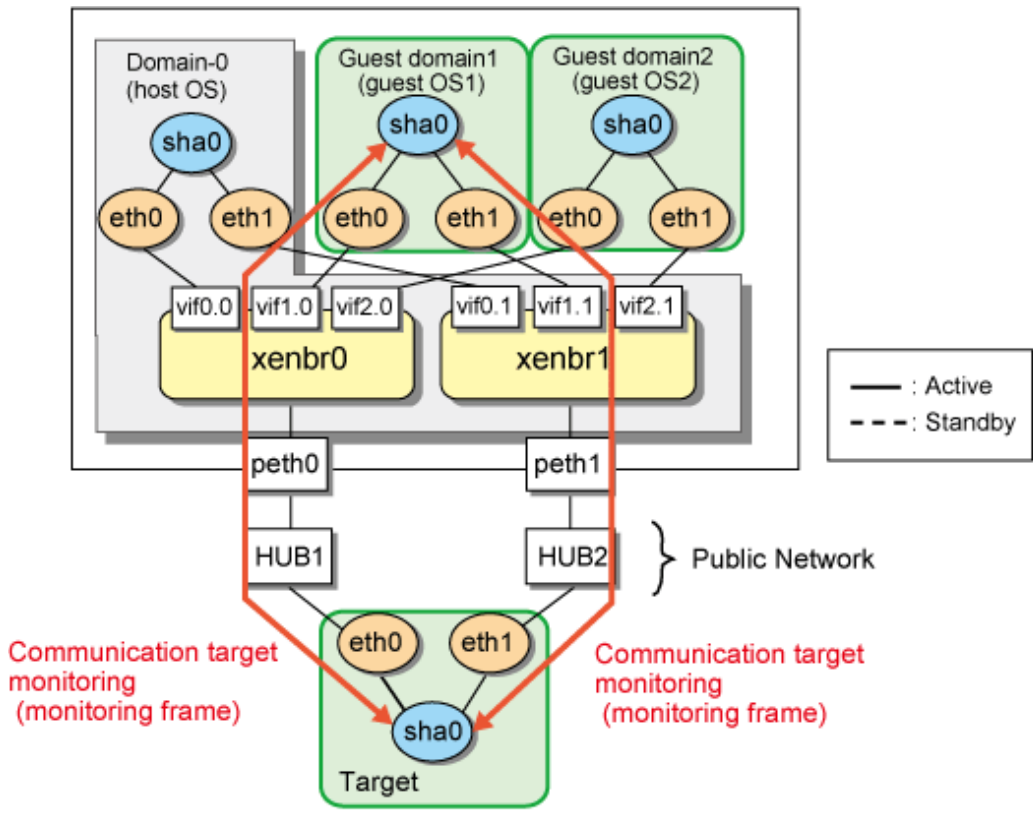 Domain-0
(host OS)
sha0
eth0
eth1
Guest domain1
(guest OS1)
sha0
eth0
eth1
Guest domain2
(guest OS2)
sha0
eth0
eth1
vif0.0
vif1.0
vif2.0
vif0.1
vif1.1
vif2.1
xenbr0
xenbr1
: Active
: Standby
peth0
peth1
HUB1
HUB2
Public Network
Communication target
monitoring
(monitoring frame)
eth0
eth1
sha0
Target
Communication target
monitoring
(monitoring frame)